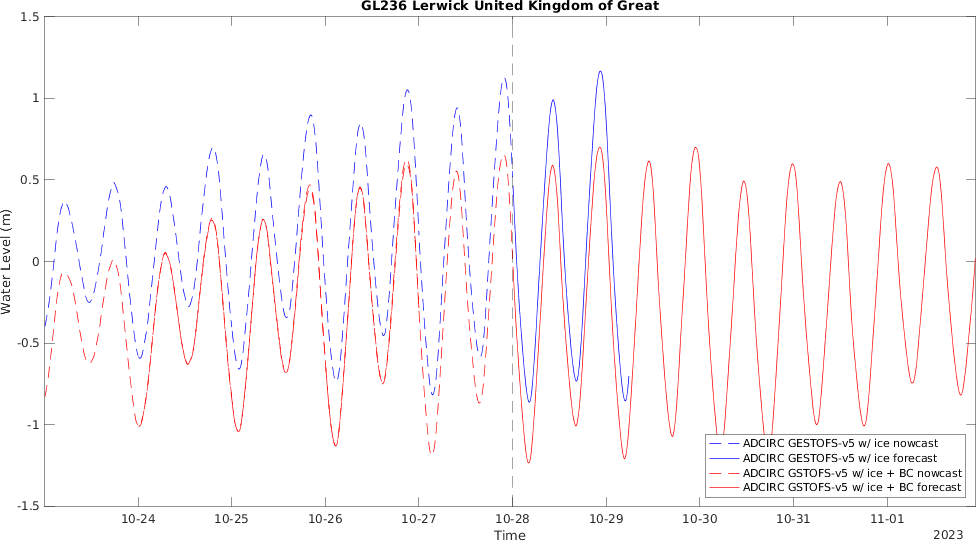 GL236 Lerwick United Kingdom of Great
1.5
1
0.5
0
-0.5
-1
-1.5
Water Level (m)
10-24
10-25
10-26
10-27
10-28
10-29
10-30
10-31
11-01
Time
2023
ADCIRC GESTOFS-v5 w/ ice nowcast
ADCIRC GESTOFS-v5 w/ ice forecast
ADCIRC GSTOFS-v5 w/ ice + BC nowcast
ADCIRC GSTOFS-v5 w/ ice + BC forecast